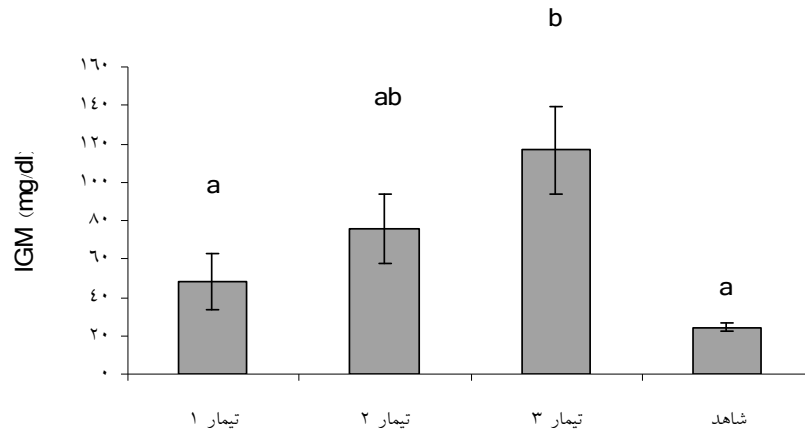 b
ab
a
a
IGM (mg/dl)
١٦٠
١٤٠
١٢٠
١٠٠
٨٠
٦٠
٤٠
٢٠
٠
تیمار ١
تیمار ٢
تیمار ٣
شاهد